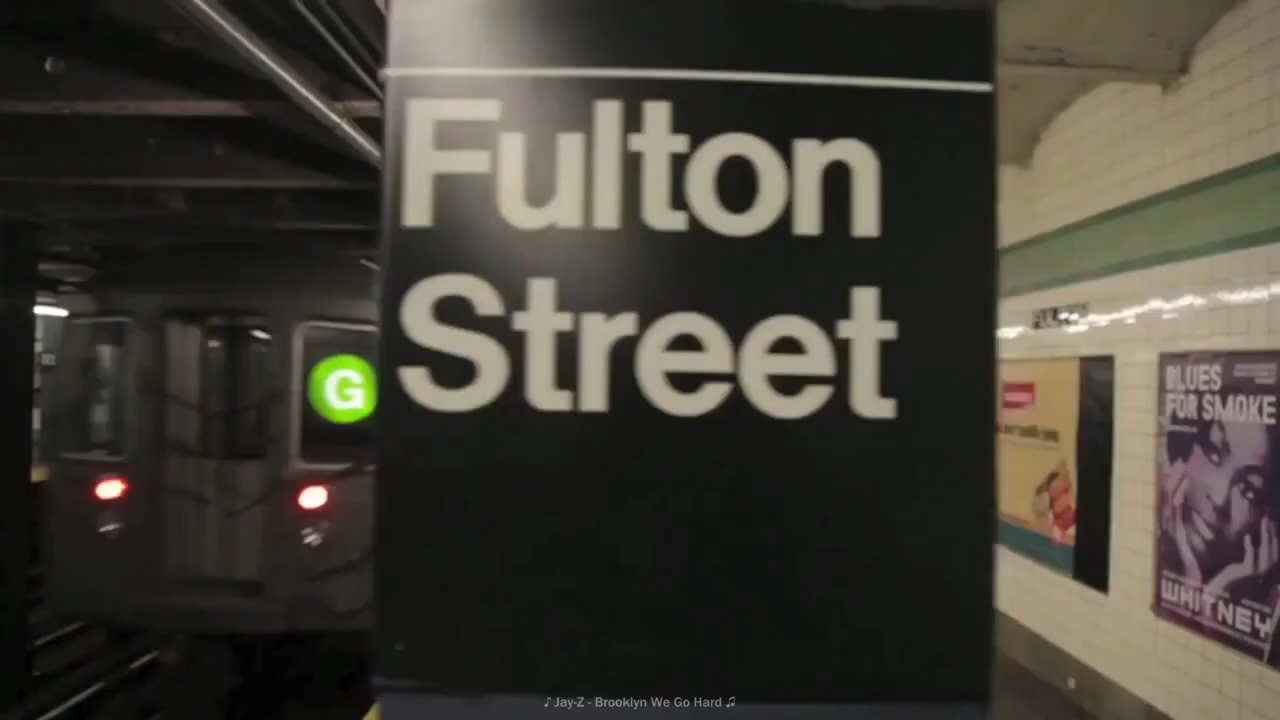 Fulton
Street
G
BLUES
FOR SMOKE
WHITNEY
♪ Jay-Z - Brooklyn We Go Hard ♫